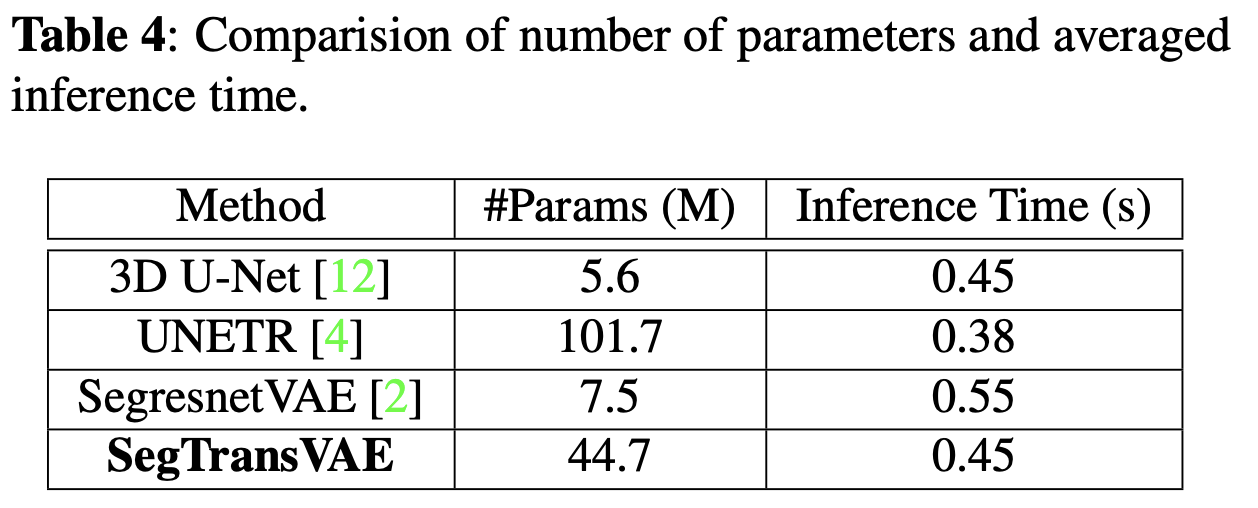 Table 4: Comparision of number of parameters and averaged
inference time.
Method #Params (M) Inference Time (s)
3D U-Net [12] 5.6 0.45
UNETR [4] 101.7 0.38
SegresnetVAE [2] 7.5 0.55
SegTransVAE 44.7 0.45